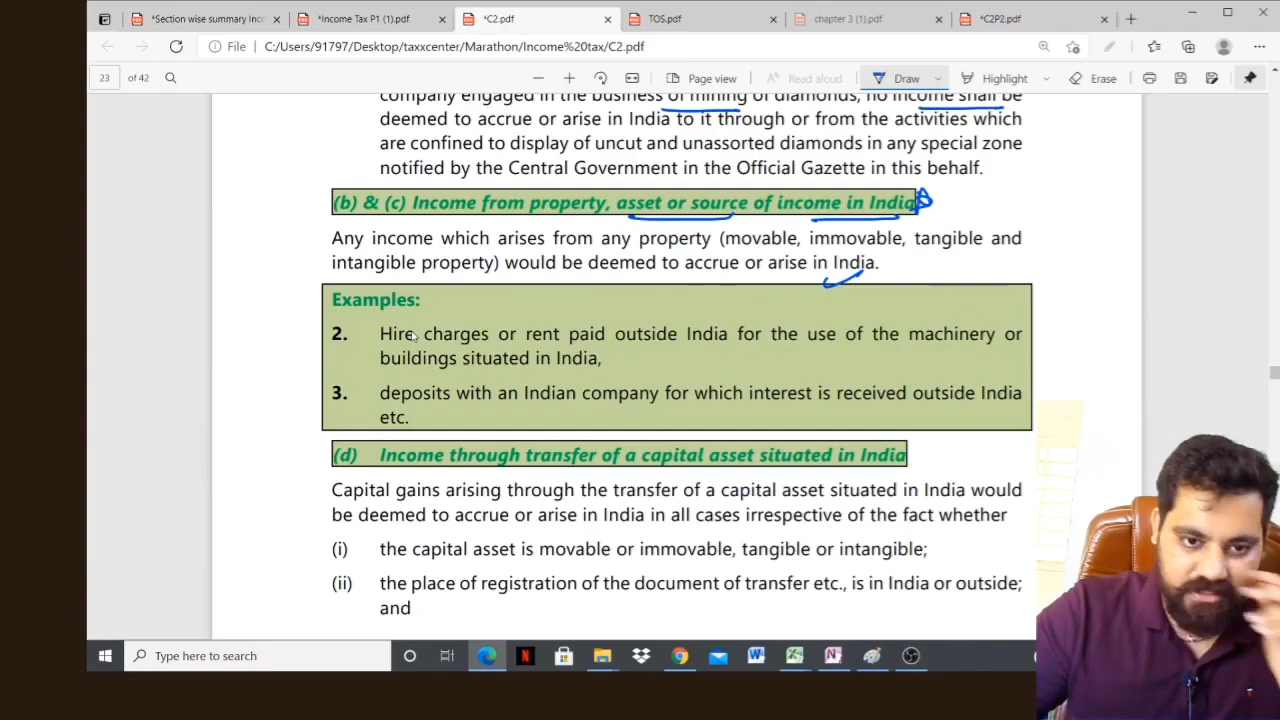 *Section wise summary Inc
*Income Tax P1 (1).pdf
*C2.pdf
TOS.pdf
chapter 3 (1).pdf
*C2P2.pdf
File
C:/Users/91797/Desktop/taxxcenter/Marathon/Income%20tax/C2.pdf
23 of 42
Page view
Read aloud
Draw
Highlight
Erase
company engaged in the business of mining of diamonds, no income shall be
deemed to accrue or arise in India to it through or from the activities which
are confined to display of uncut and unassorted diamonds in any special zone
notified by the Central Government in the Official Gazette in this behalf.
(b) & (c) Income from property, asset or source of income in India
Any income which arises from any property (movable, immovable, tangible and
intangible property) would be deemed to accrue or arise in India.
Examples:
2. Hire charges or rent paid outside India for the use of the machinery or
buildings situated in India,
3. deposits with an Indian company for which interest is received outside India
etc.
(d) Income through transfer of a capital asset situated in India
Capital gains arising through the transfer of a capital asset situated in India would
be deemed to accrue or arise in India in all cases irrespective of the fact whether
(i) the capital asset is movable or immovable, tangible or intangible;
(ii) the place of registration of the document of transfer etc., is in India or outside;
and
Type here to search